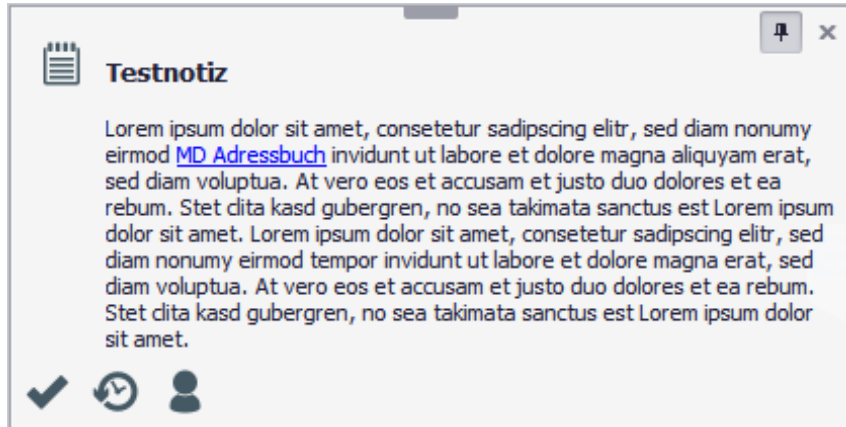 Testnotiz
Lorem ipsum dolor sit amet, consetetur sadipscing elitr, sed diam nonumy
eirmod MD Adressbuch invidunt ut labore et dolore magna aliquyam erat,
sed diam voluptua. At vero eos et accusam et justo duo dolores et ea
rebum. Stet clita kasd gubergren, no sea takimata sanctus est Lorem ipsum
dolor sit amet. Lorem ipsum dolor sit amet, consetetur sadipscing elitr, sed
diam nonumy eirmod tempor invidunt ut labore et dolore magna erat, sed
diam voluptua. At vero eos et accusam et justo duo dolores et ea rebum.
Stet clita kasd gubergren, no sea takimata sanctus est Lorem ipsum dolor
sit amet.